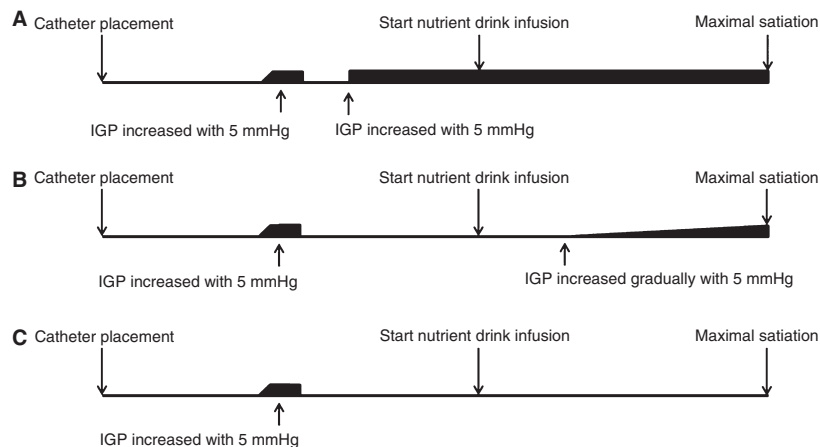 A Catheter placement Start nutrient drink infusion Maximal satiation
IGP increased with 5 mmHg IGP increased with 5 mmHg
B Catheter placement Start nutrient drink infusion Maximal satiation
IGP increased with 5 mmHg IGP increased gradually with 5 mmHg
C Catheter placement Start nutrient drink infusion Maximal satiation
IGP increased with 5 mmHg